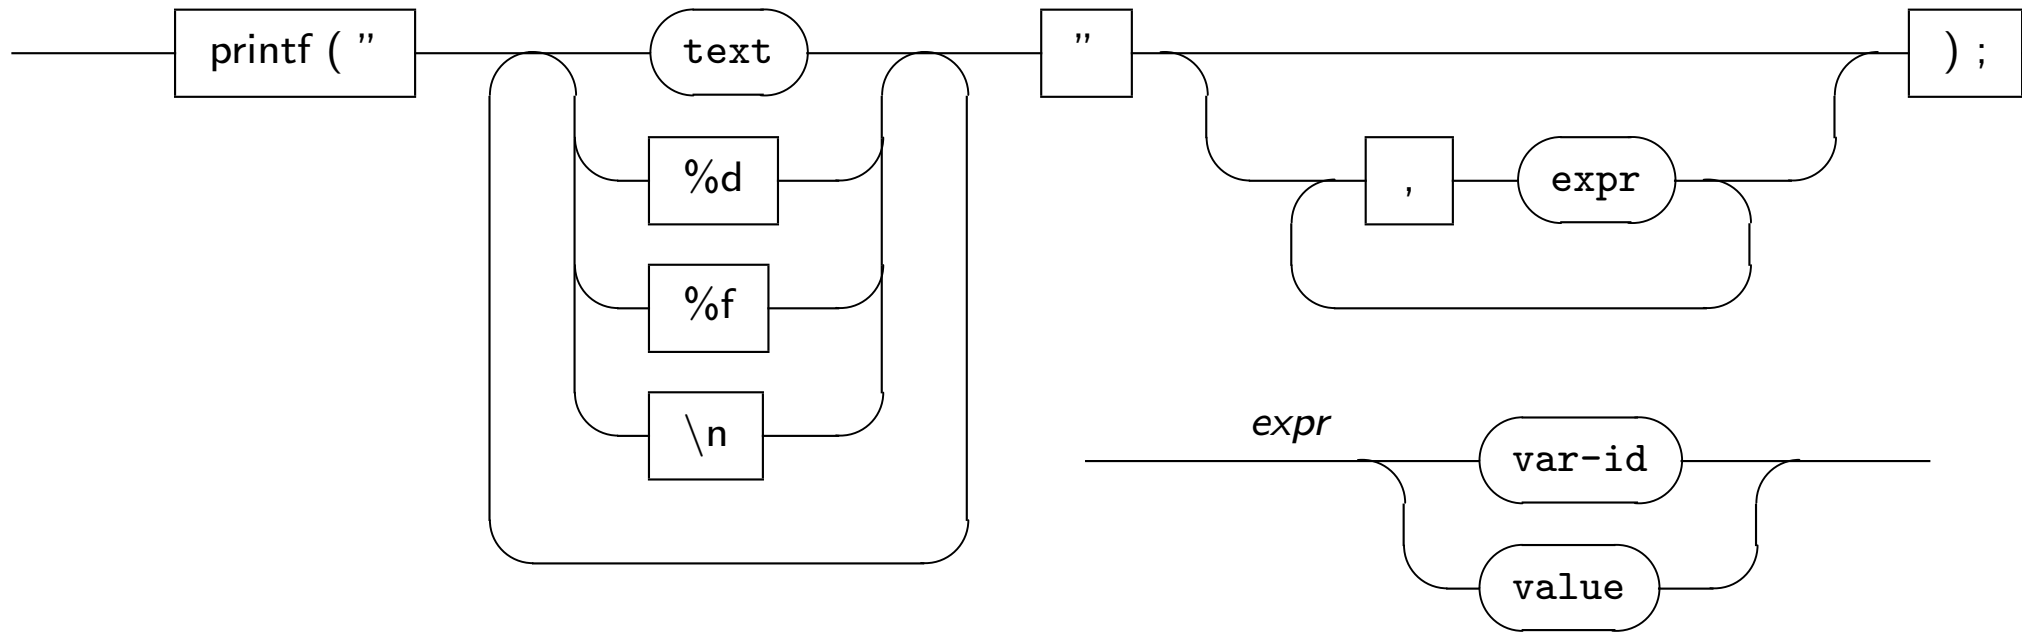 printf ( " text " ) ;
%d , expr
%f
\n
expr
var-id
value